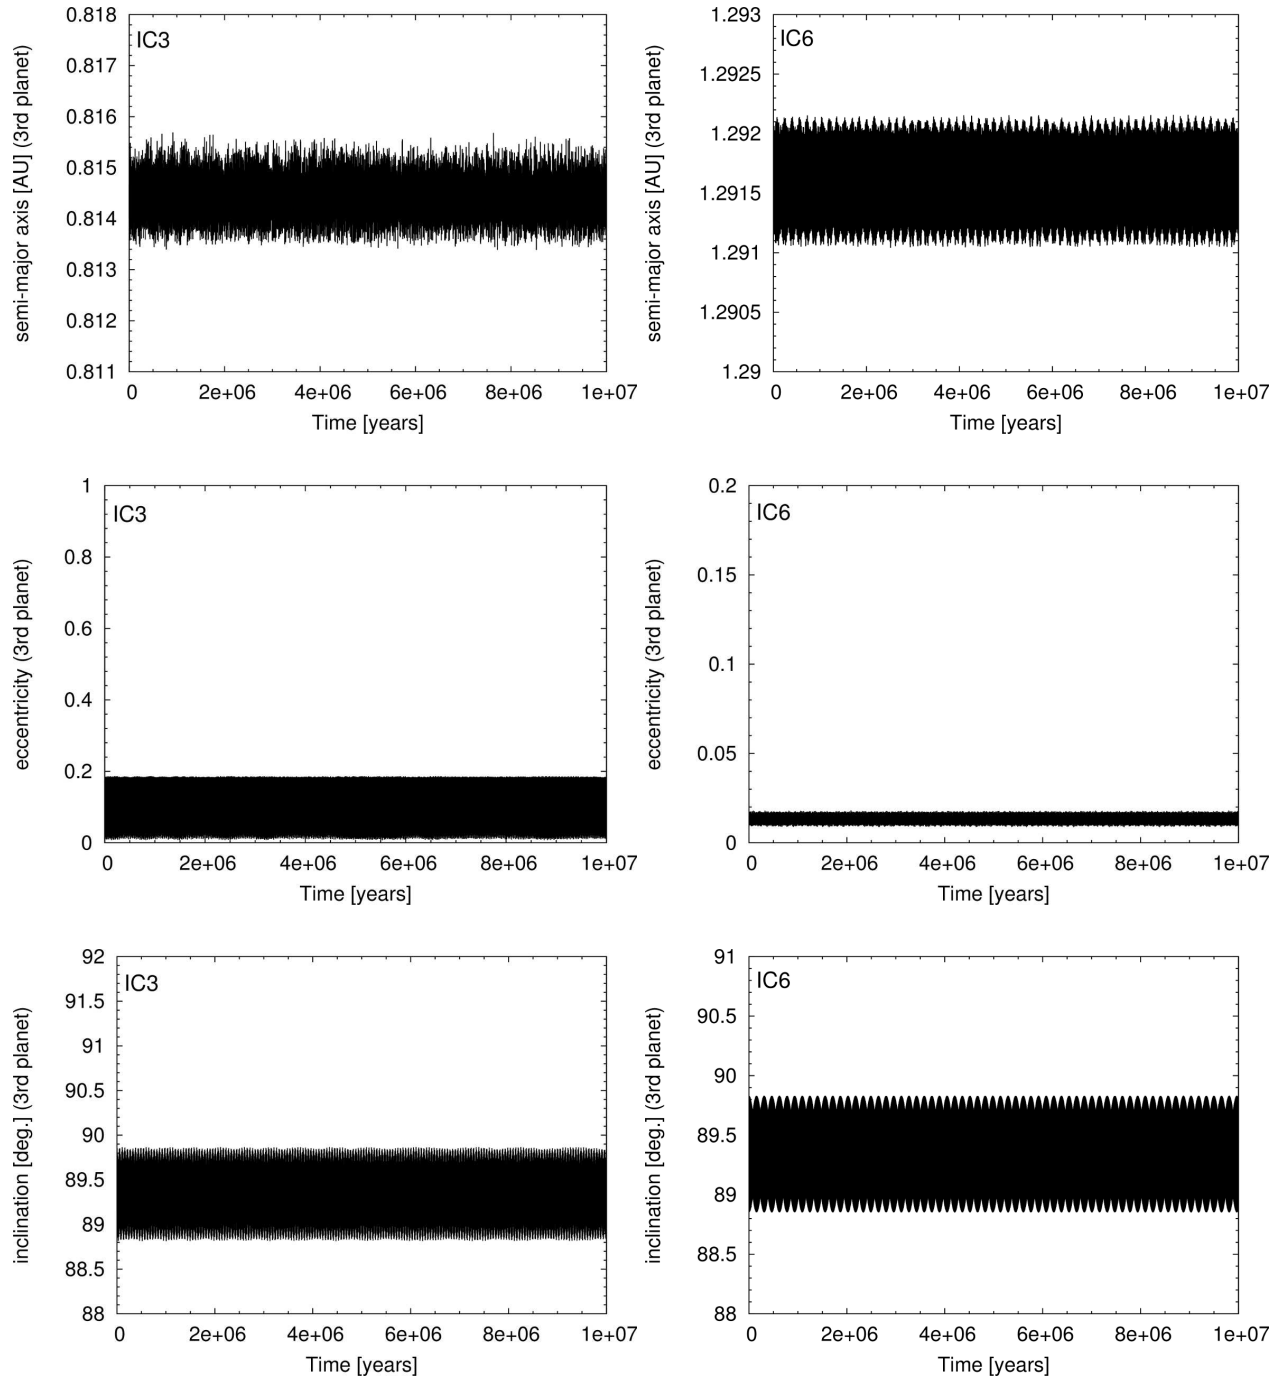 0.818
0.817
0.816
0.815
0.814
0.813
0.812
0.811
IC3
semi-major axis [AU] (3rd planet)
0 2e+06 4e+06 6e+06 8e+06 1e+07
Time [years]
1.293
1.2925
1.292
1.2915
1.291
1.2905
1.29
IC6
semi-major axis [AU] (3rd planet)
0 2e+06 4e+06 6e+06 8e+06 1e+07
Time [years]
1
0.8
0.6
0.4
0.2
0
IC3
eccentricity (3rd planet)
0 2e+06 4e+06 6e+06 8e+06 1e+07
Time [years]
0.2
0.15
0.1
0.05
0
IC6
eccentricity (3rd planet)
0 2e+06 4e+06 6e+06 8e+06 1e+07
Time [years]
92
91.5
91
90.5
90
89.5
89
88.5
88
IC3
inclination [deg.] (3rd planet)
0 2e+06 4e+06 6e+06 8e+06 1e+07
Time [years]
91
90.5
90
89.5
89
88.5
88
IC6
inclination [deg.] (3rd planet)
0 2e+06 4e+06 6e+06 8e+06 1e+07
Time [years]